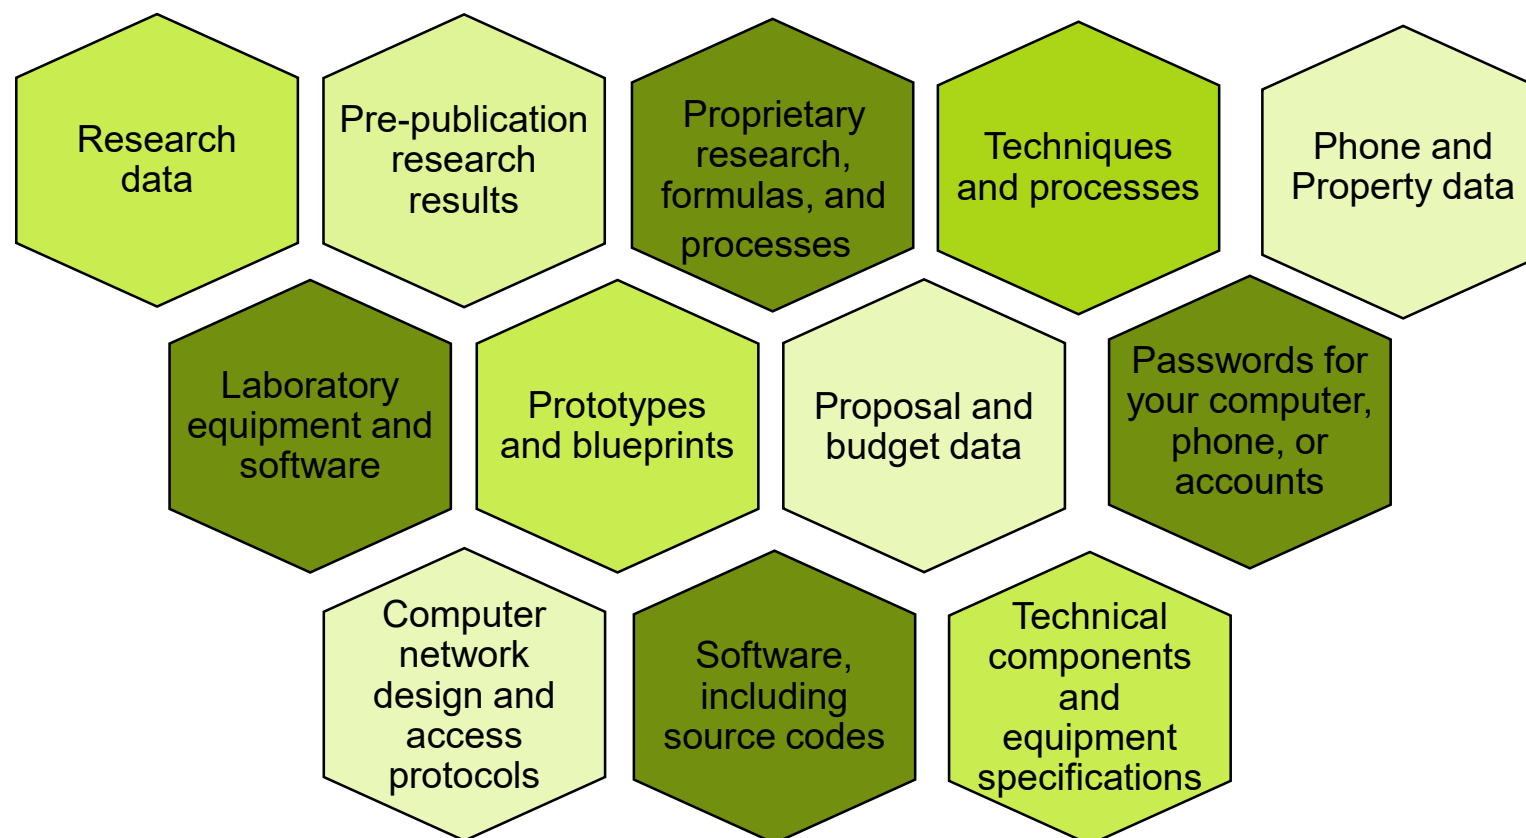 Research
data
Pre-publication
research
results
Proprietary
research,
formulas, and
processes
Techniques
and processes
Phone and
Property data
Laboratory
equipment and
software
Prototypes
and blueprints
Proposal and
budget data
Passwords for
your computer,
phone, or
accounts
Computer
network
design and
access
protocols
Software,
including
source codes
Technical
components
and
equipment
specifications